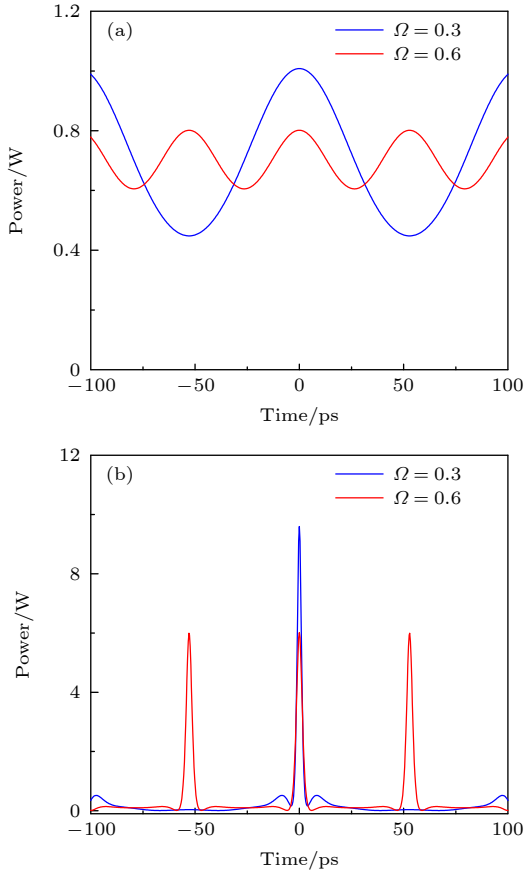 1.2
(a)
Ω = 0.3
Ω = 0.6
0.8
Power/W
0.4
0
−100
−50
0
50
100
Time/ps
12
(b)
Ω = 0.3
Ω = 0.6
8
Power/W
4
0
−100
−50
0
50
100
Time/ps